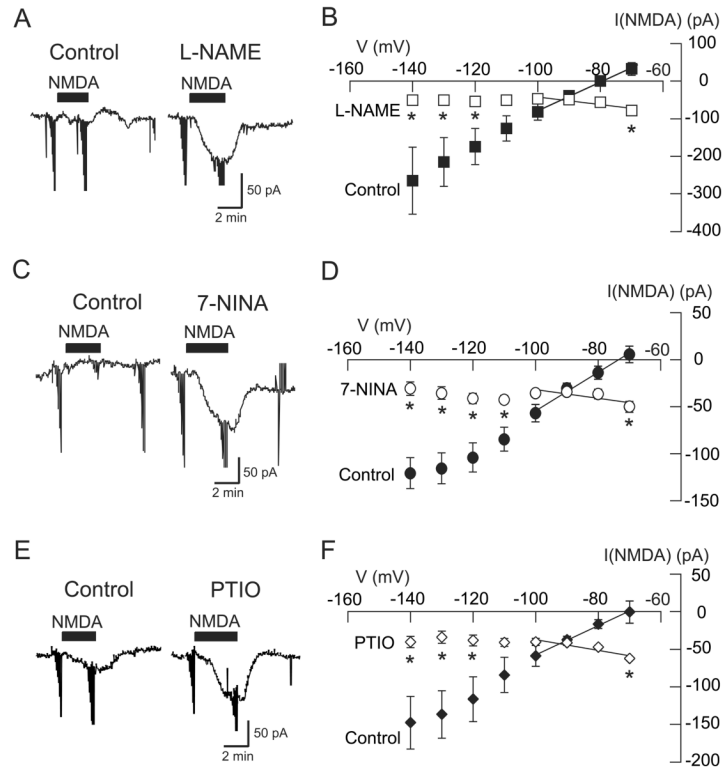 A
Control
L-NAME
NMDA
50 pA
2 min
B
I(NMDA) (pA)
V (mV)
-160 -140 -120 -100 -80 -60
100
0
-100
-200
-300
-400
L-NAME
* * * *
Control
C
Control
7-NINA
NMDA
50 pA
2 min
D
I(NMDA) (pA)
V (mV)
-160 -140 -120 -100 -80 -60
50
0
-50
-100
-150
7-NINA
* * * * *
Control
E
Control
PTIO
NMDA
50 pA
2 min
F
I(NMDA) (pA)
V (mV)
-160 -140 -120 -100 -80 -60
50
0
-50
-100
-150
-200
PTIO
* * * *
Control